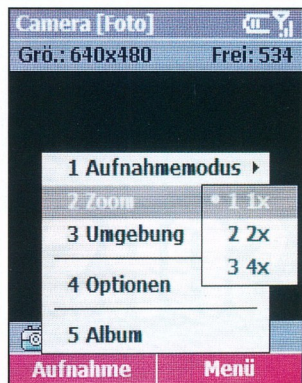 Camera [Foto]
Grö.: 640x480 Frei: 534
1 Aufnahmemodus
2 Zoom
1 1x
3 Umgebung
2 2x
3 4x
4 Optionen
5 Album
Aufnahme Menü